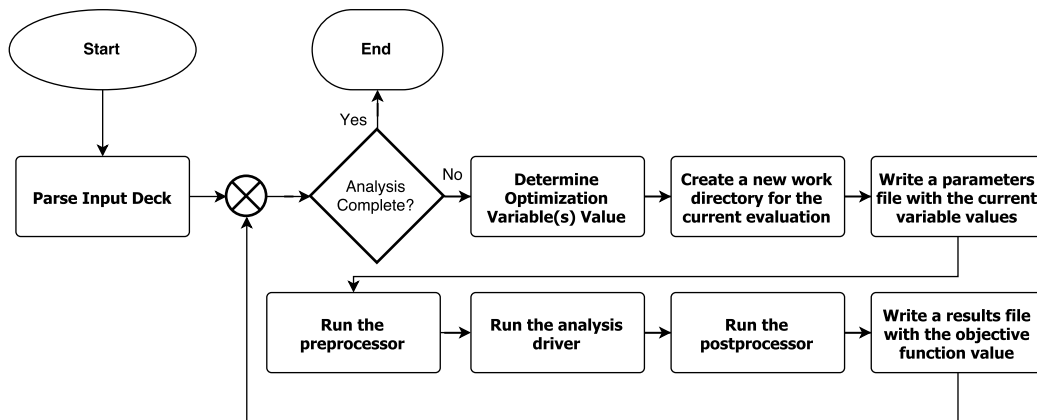 Start
End
Yes
Parse Input Deck
Analysis
Complete?
No
Determine
Optimization
Variable(s) Value
Create a new work
directory for the
current evaluation
Write a parameters
file with the current
variable values
Run the
preprocessor
Run the analysis
driver
Run the
postprocessor
Write a results file
with the objective
function value